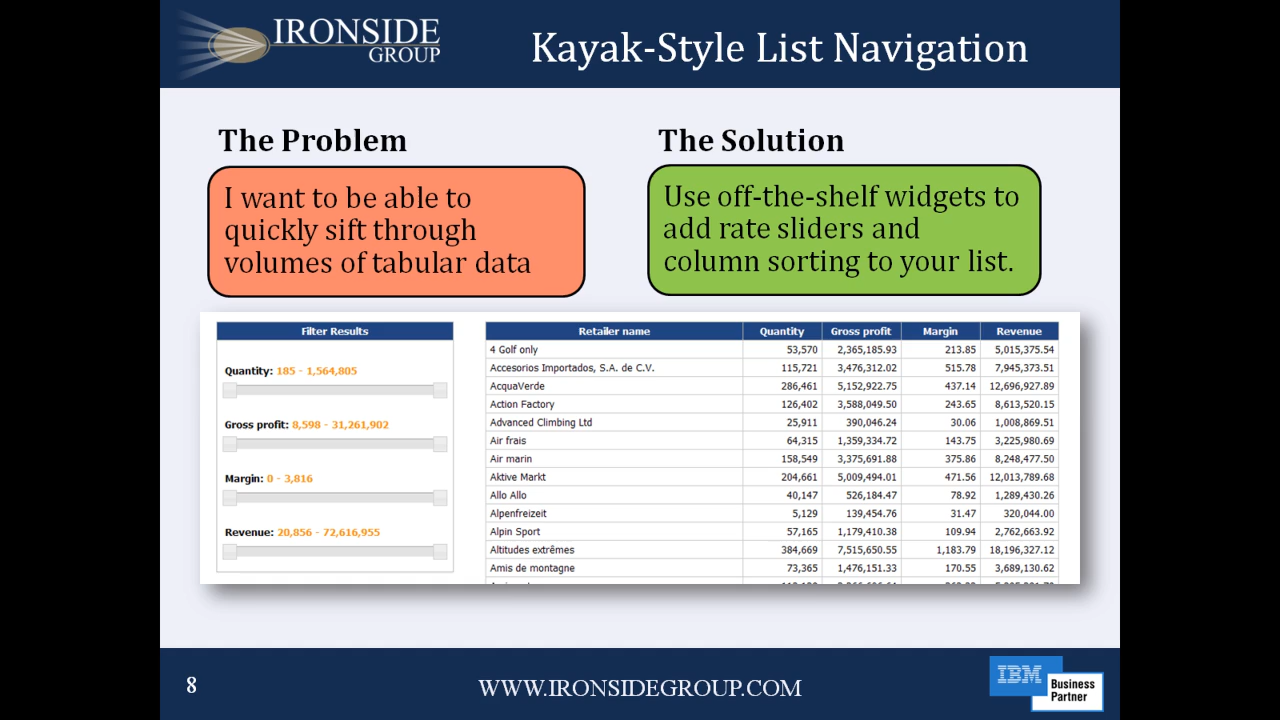 IRONSIDE
GROUP
Kayak-Style List Navigation
The Problem
I want to be able to
quickly sift through
volumes of tabular data
The Solution
Use off-the-shelf widgets to
add rate sliders and
column sorting to your list.
Filter Results
Quantity: 185 - 1,564,805
Gross profit: 8,598 - 31,261,902
Margin: 0 - 3,816
Revenue: 20,856 - 72,616,955
Retailer name Quantity Gross profit Margin Revenue
4 Golf only 53,570 2,365,185.93 213.85 5,015,375.54
Accesorios Importados, S.A. de C.V. 115,721 3,476,312.02 515.78 7,945,373.51
AcquaVerde 286,461 5,152,922.75 437.14 12,696,927.89
Action Factory 126,402 3,588,049.50 243.65 8,613,520.15
Advanced Climbing Ltd 25,911 390,046.24 30.06 1,008,869.51
Air frais 64,315 1,359,334.72 143.75 3,225,980.69
Air marin 158,549 3,375,691.88 375.86 8,248,477.50
Aktive Markt 204,661 5,009,494.01 471.56 12,013,789.68
Allo Allo 40,147 526,184.47 78.92 1,289,430.26
Alpenfreizeit 5,129 139,454.76 31.47 320,044.00
Alpin Sport 57,165 1,179,410.38 109.94 2,762,663.92
Altitudes extrêmes 384,669 7,515,650.55 1,183.79 18,196,327.12
Amis de montagne 73,365 1,476,151.33 170.55 3,689,130.62
8
WWW.IRONSIDEGROUP.COM
IBM
Business
Partner